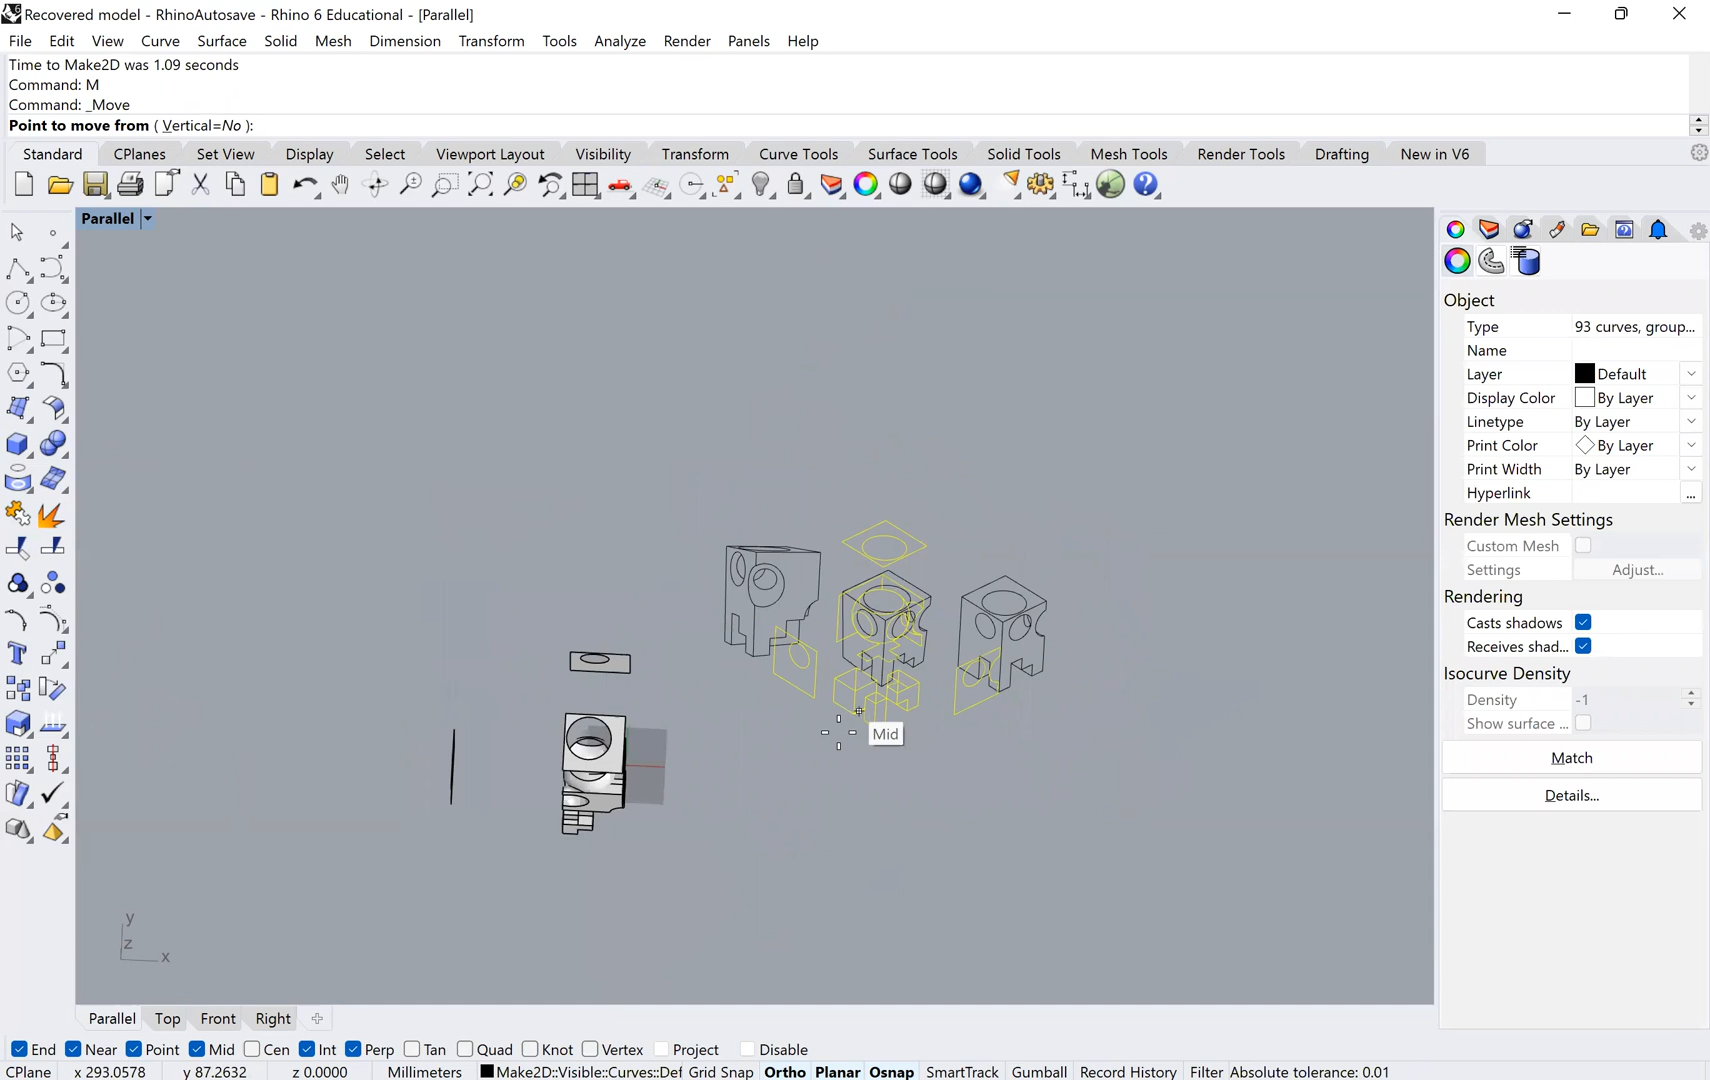 Recovered model - RhinoAutosave - Rhino 6 Educational - [Parallel]
File Edit View Curve Surface Solid Mesh Dimension Transform Tools Analyze Render Panels Help
Time to Make2D was 1.09 seconds
Command: M
Command: _Move
Point to move from ( Vertical=No ):
Standard CPlanes Set View Display Select Viewport Layout Visibility Transform Curve Tools Surface Tools Solid Tools Mesh Tools Render Tools Drafting New in V6
Parallel
Object
Type 93 curves, group...
Name
Layer Default
Display Color By Layer
Linetype By Layer
Print Color By Layer
Print Width By Layer
Hyperlink ...
Render Mesh Settings
Custom Mesh
Settings Adjust...
Rendering
Casts shadows
Receives shad...
Isocurve Density
Density -1
Show surface ...
Match
Details...
Mid
y
z
x
Parallel Top Front Right
End Near Point Mid Cen Int Perp Tan Quad Knot Vertex Project Disable
CPlane x 293.0578 y 87.2632 z 0.0000 Millimeters Make2D::Visible::Curves::Def Grid Snap Ortho Planar Osnap SmartTrack Gumball Record History Filter Absolute tolerance: 0.01